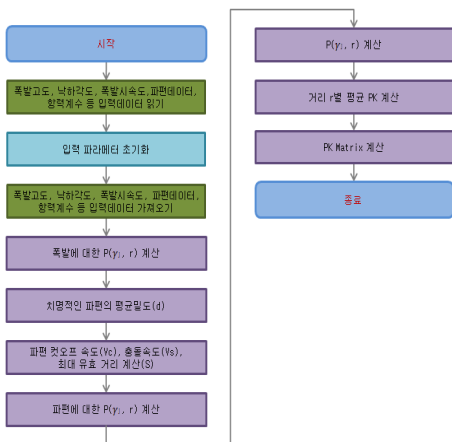 시작
폭발고도, 낙하각도, 폭발시속도,파편데이터,
항력계수 등 입력데이터 읽기
입력 파라메터 초기화
폭발고도, 낙하각도, 폭발시속도, 파편데이터,
항력계수 등 입력데이터 가져오기
폭발에 대한 P(γⱼ, r) 계산
치명적인 파편의 평균밀도(d)
파편 컷오프 속도(Vc), 충돌속도(Vs),
최대 유효 거리 계산(S)
파편에 대한 P(γⱼ, r) 계산
P(γⱼ, r) 계산
거리 r별 평균 PK 계산
PK Matrix 계산
종료